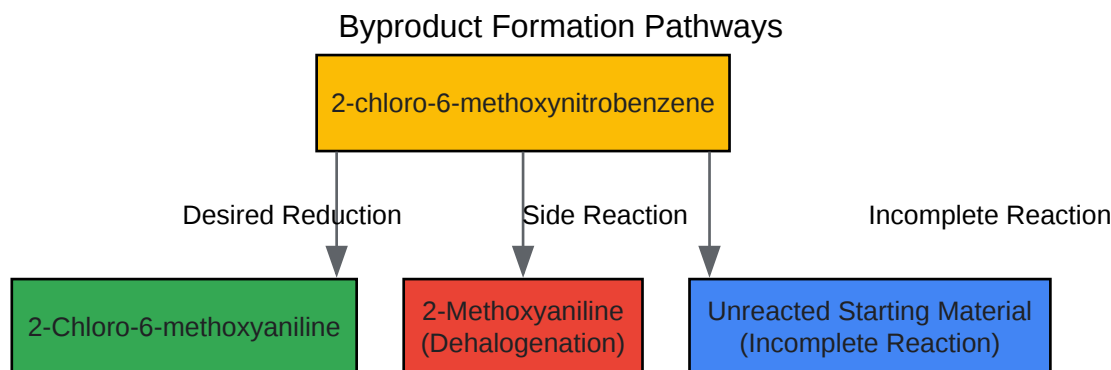 Byproduct Formation Pathways
2-chloro-6-methoxynitrobenzene
Desired Reduction
Side Reaction
Incomplete Reaction
2-Chloro-6-methoxyaniline
2-Methoxyaniline
(Dehalogenation)
Unreacted Starting Material
(Incomplete Reaction)